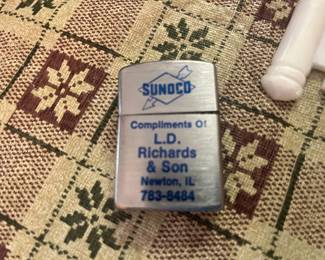 SUNOCO
Compliments Of
L.D.
Richards
& Son
Newton, IL
783-8484